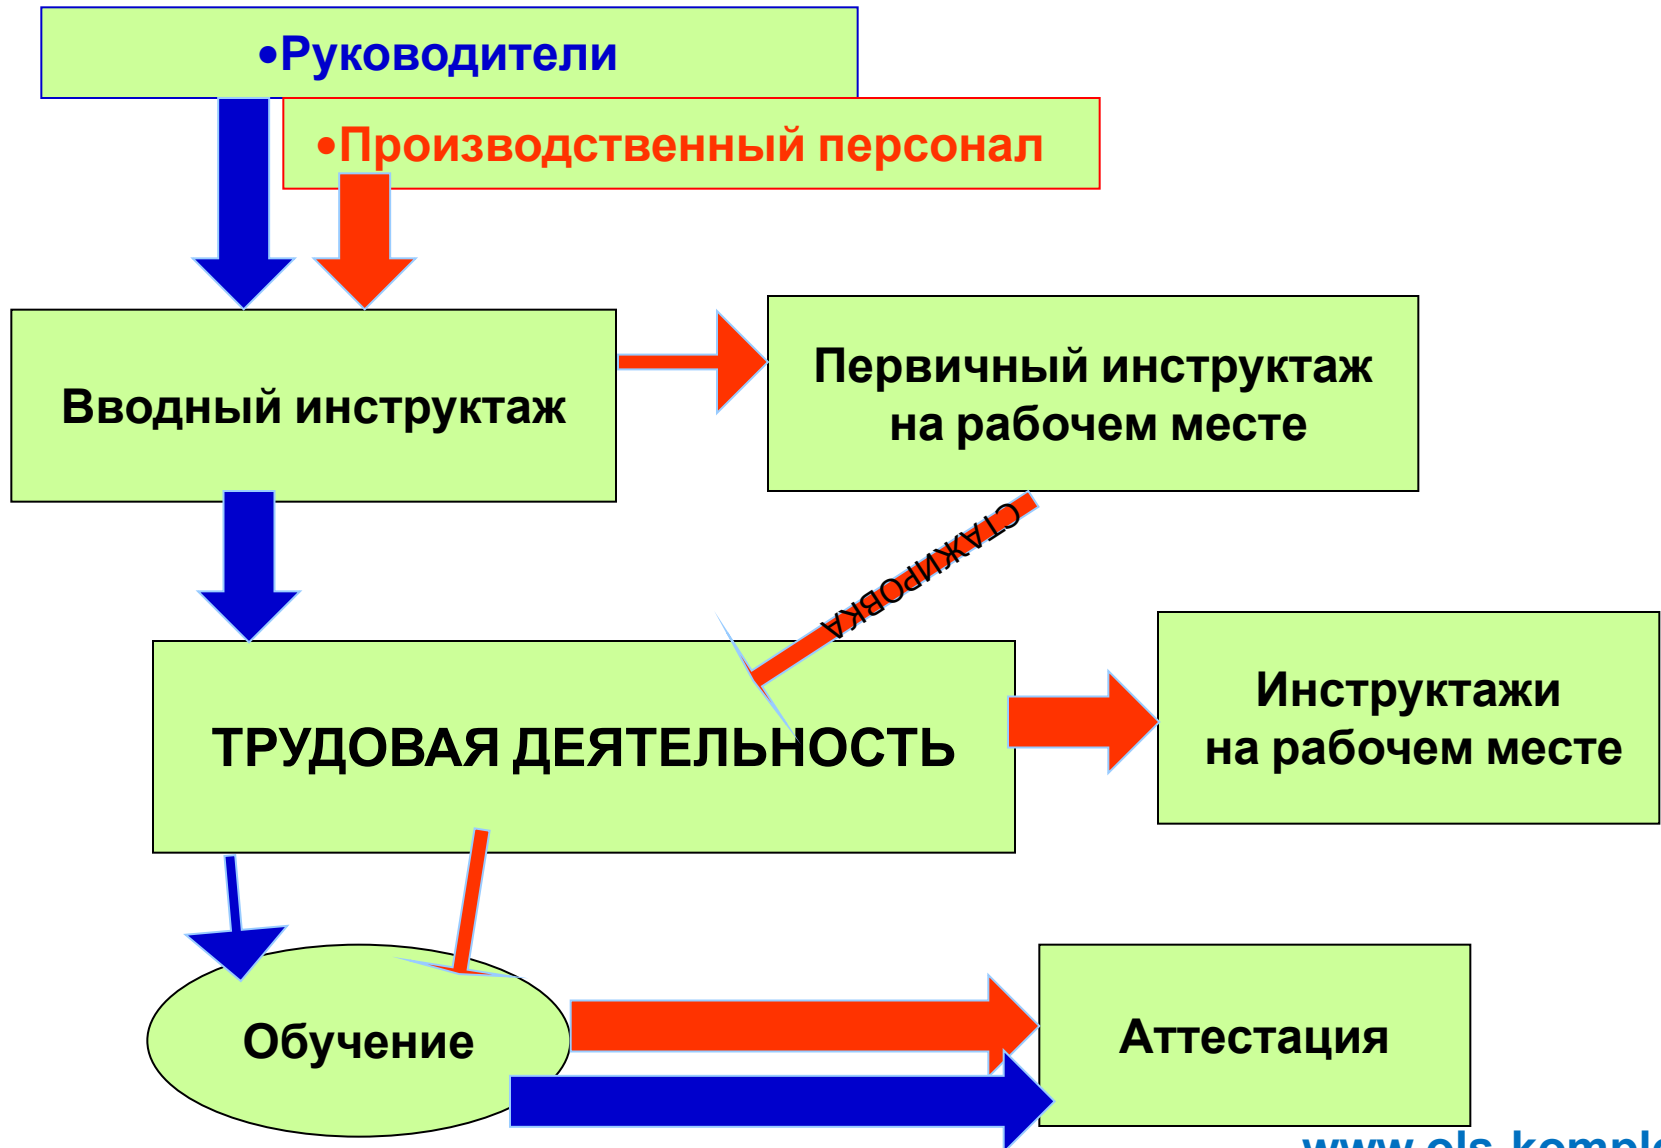 •Руководители
•Производственный персонал
Вводный инструктаж
Первичный инструктаж
на рабочем месте
СТАЖИРОВКА
ТРУДОВАЯ ДЕЯТЕЛЬНОСТЬ
Инструктажи
на рабочем месте
Обучение
Аттестация